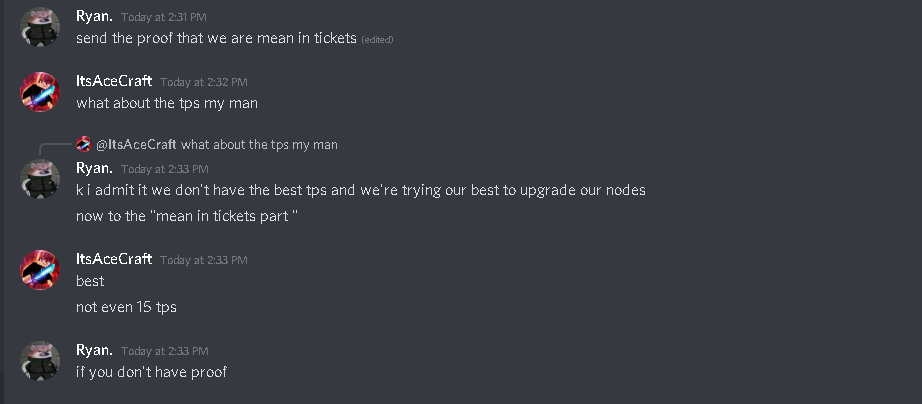 Ryan. Today at 2:31 PM
send the proof that we are mean in tickets (edited)
ItsAceCraft Today at 2:32 PM
what about the tps my man
@ItsAceCraft what about the tps my man
Ryan. Today at 2:33 PM
k i admit it we don't have the best tps and we're trying our best to upgrade our nodes
now to the "mean in tickets part "
ItsAceCraft Today at 2:33 PM
best
not even 15 tps
Ryan. Today at 2:33 PM
if you don't have proof